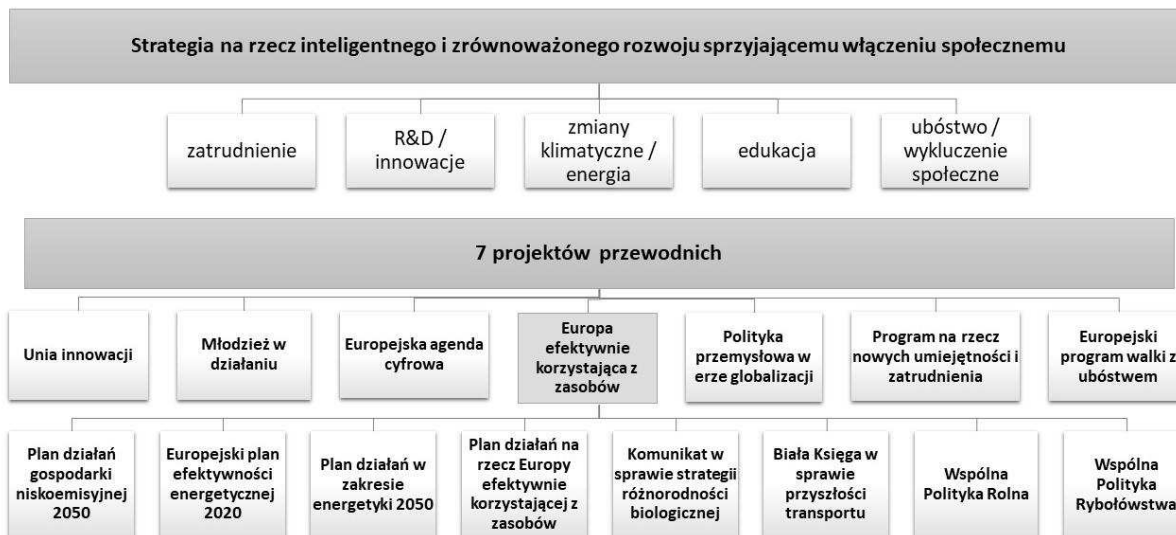 Strategia na rzecz inteligentnego i zrównoważonego rozwoju sprzyjającemu włączeniu społecznemu
zatrudnienie
R&D /
innowacje
zmiany
klimatyczne /
energia
edukacja
ubóstwo /
wykluczenie
społeczne
7 projektów przewodnich
Unia innowacji
Młodzież w
działaniu
Europejska agenda
cyfrowa
Europa
efektywnie
korzystająca z
zasobów
Polityka
przemysłowa w
erze globalizacji
Program na rzecz
nowych umiejętności i
zatrudnienia
Europejski
program walki z
ubóstwem
Plan działań
gospodarki
niskoemisyjnej
2050
Europejski plan
efektywności
energetycznej
2020
Plan działań w
zakresie
energetyki 2050
Plan działań na
rzecz Europy
efektywnie
korzystającej z
zasobów
Komunikat w
sprawie strategii
różnorodności
biologicznej
Biała Księga w
sprawie
przyszłości
transportu
Wspólna
Polityka Rolna
Wspólna
Polityka
Rybołówstwa